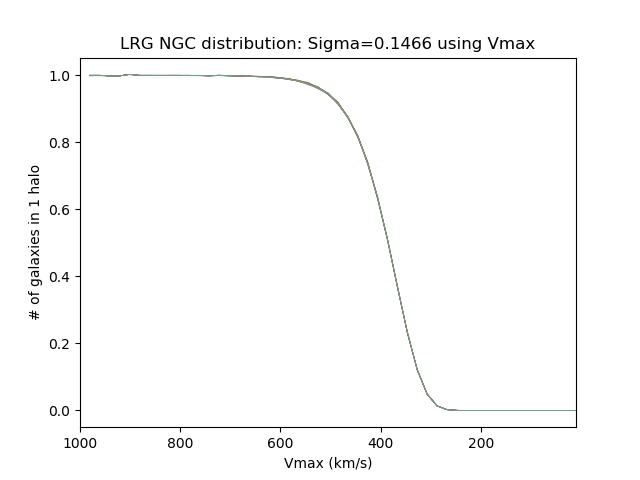 LRG NGC distribution: Sigma=0.1466 using Vmax
1.0
0.8
0.6
0.4
0.2
0.0
# of galaxies in 1 halo
1000 800 600 400 200
Vmax (km/s)